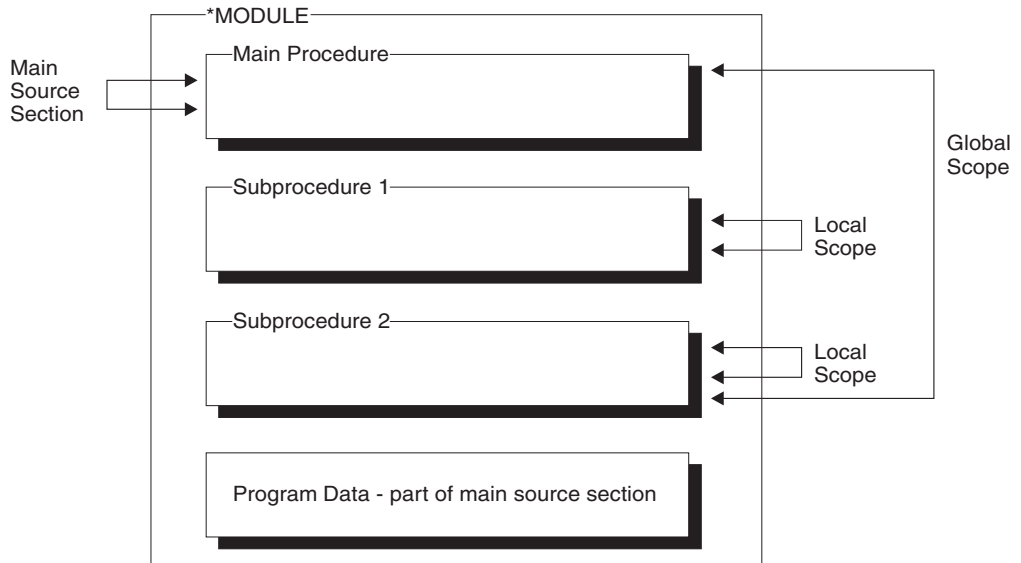 *MODULE
Main Procedure
Main
Source
Section
Global
Scope
Subprocedure 1
Local
Scope
Subprocedure 2
Local
Scope
Program Data - part of main source section